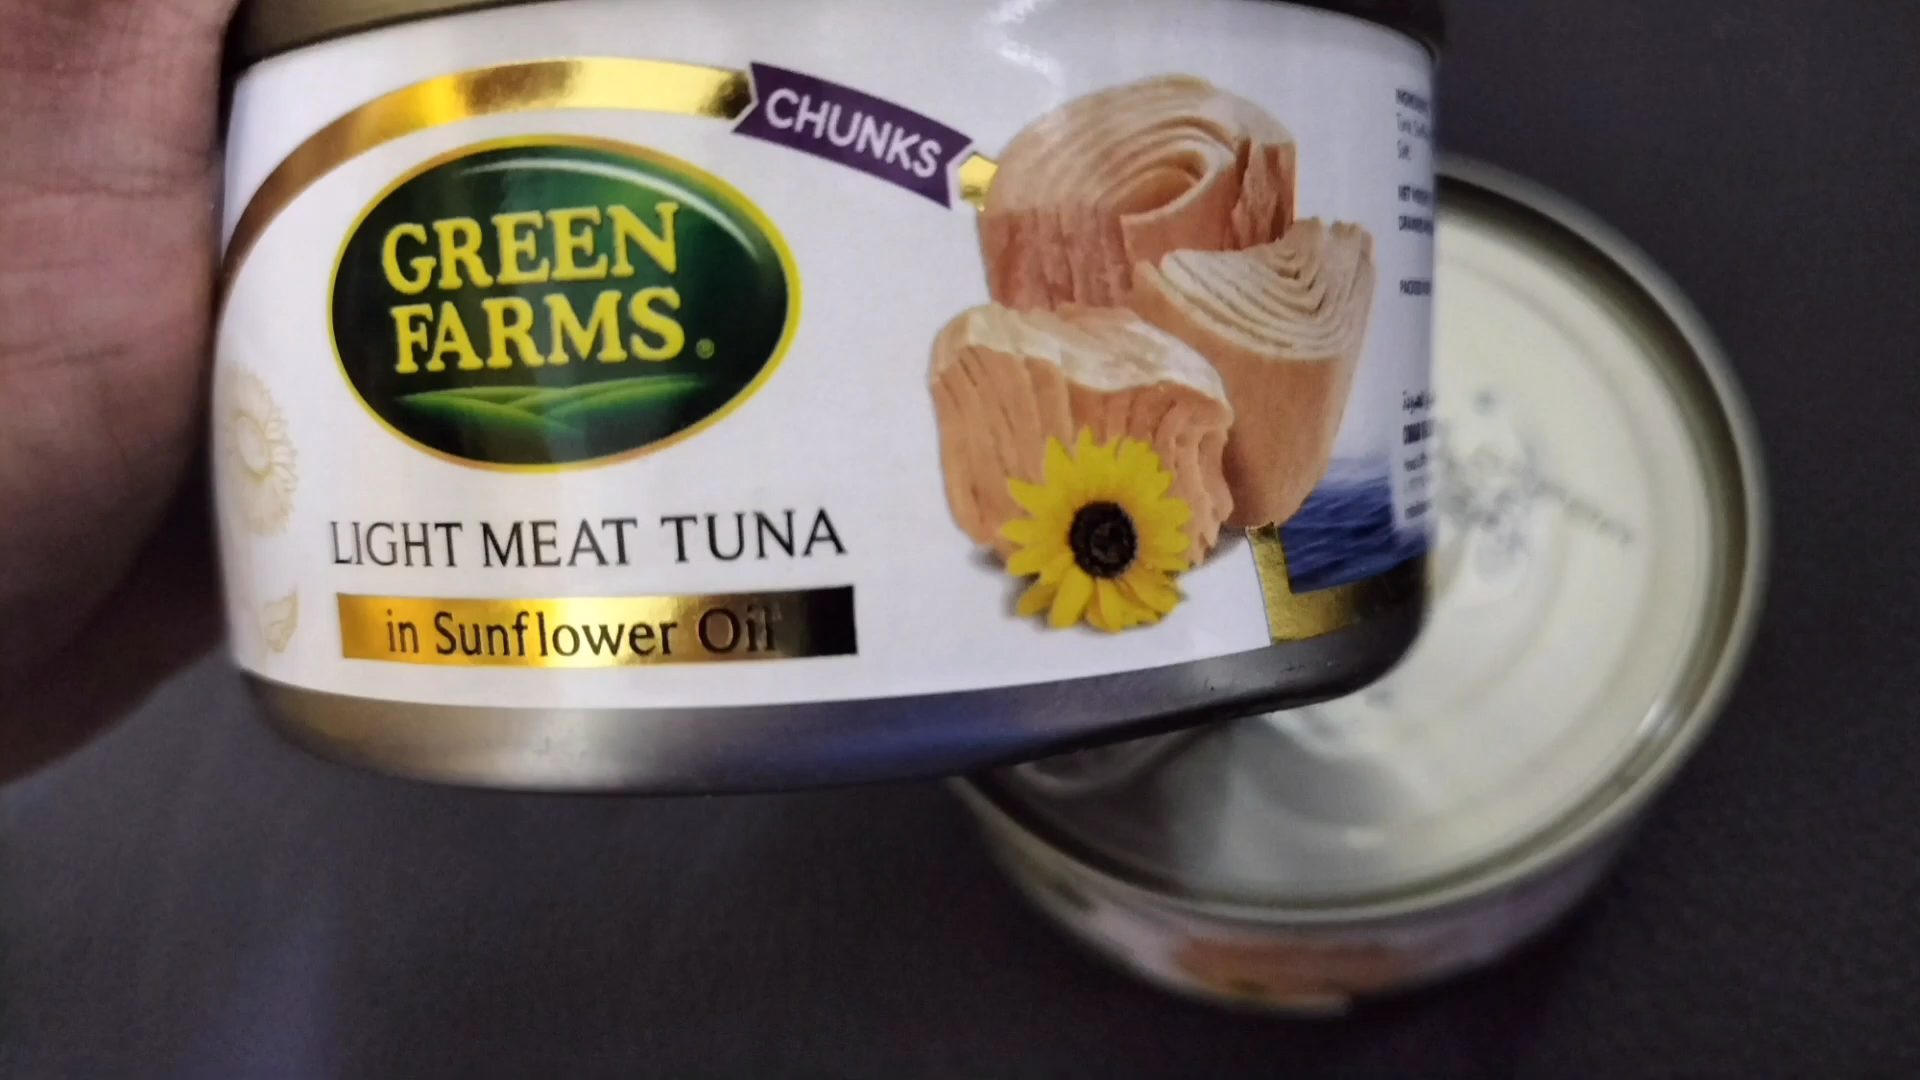 CHUNKS
GREEN
FARMS
®
LIGHT MEAT TUNA
in Sunflower Oil